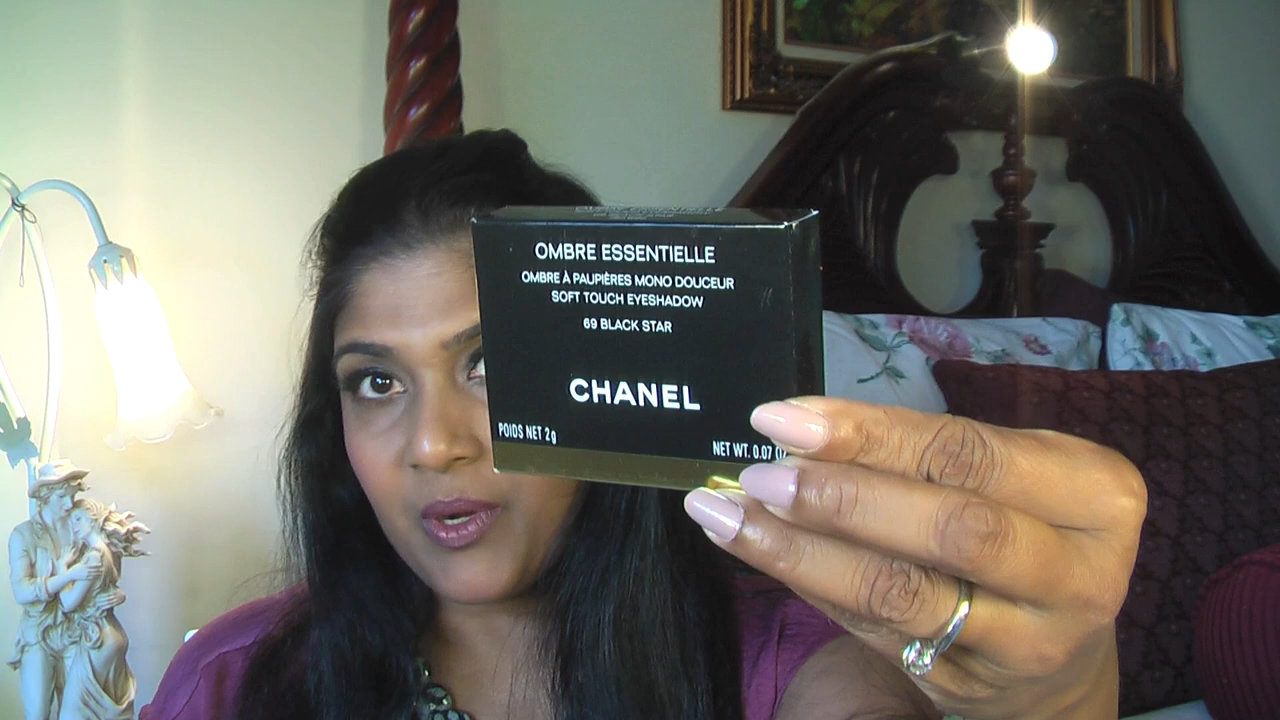 OMBRE ESSENTIELLE
OMBRE À PAUPIÈRES MONO DOUCEUR
SOFT TOUCH EYESHADOW
69 BLACK STAR
CHANEL
POIDS NET 2g
NET WT. 0.07